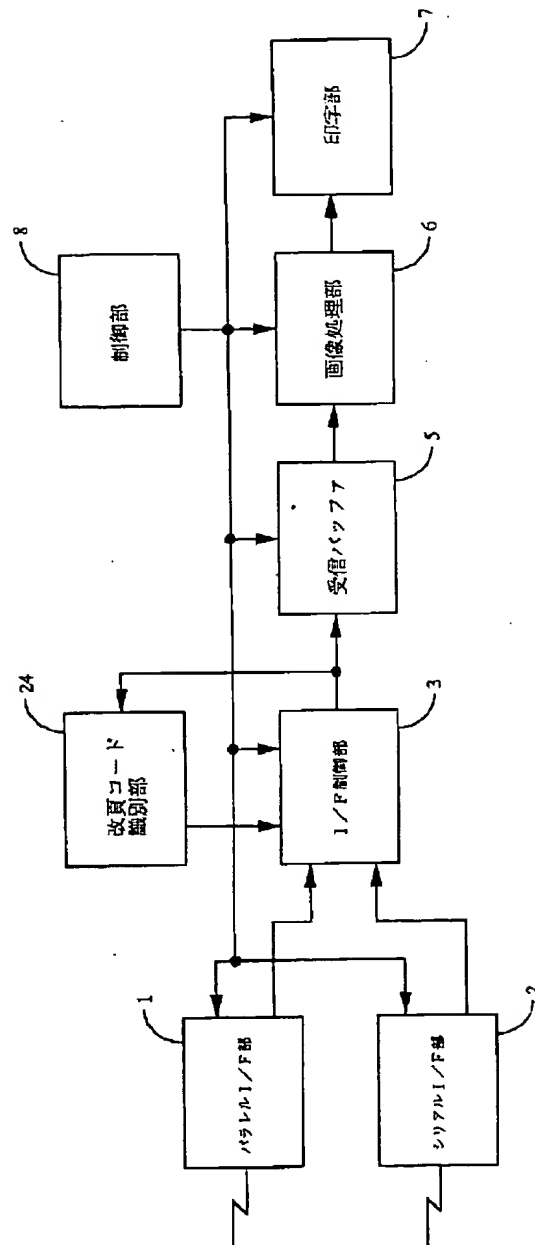 制御部
8
改頁コード
識別部
24
パラレルI／F部
1
シリアルI／F部
2
I／F制御部
3
受信バッファ
5
画像処理部
6
印字部
7